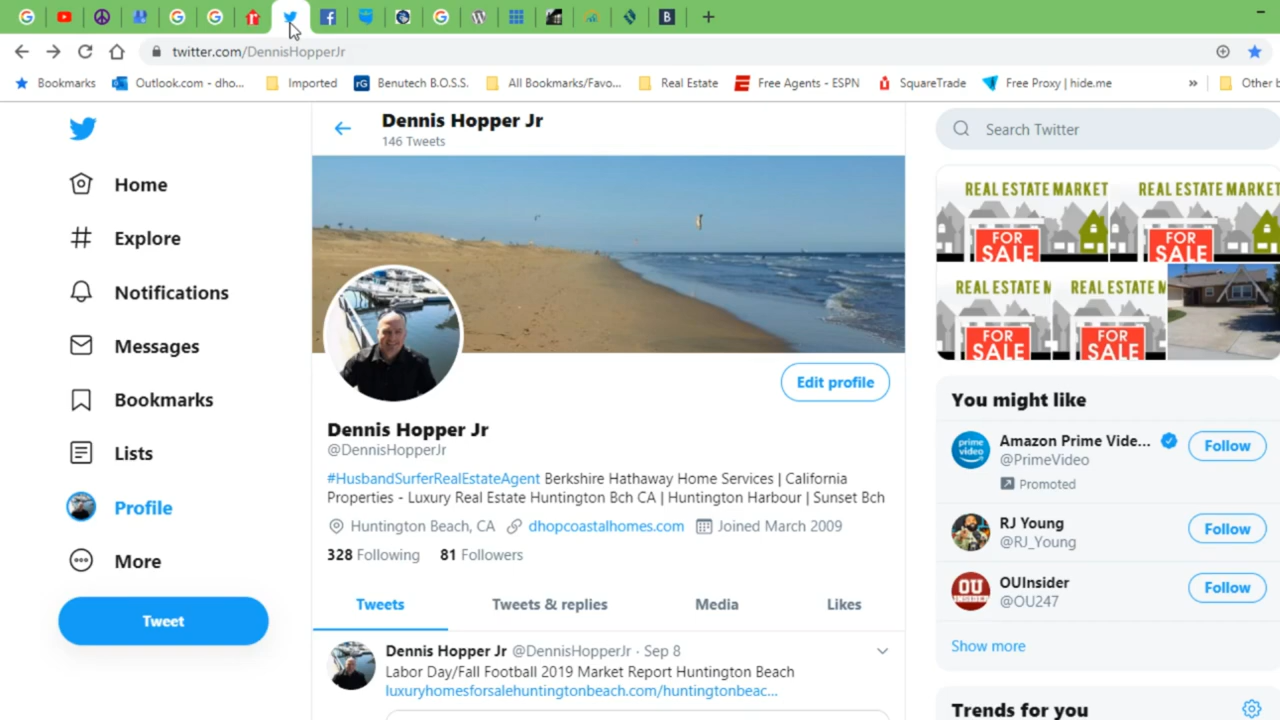 twitter.com/DennisHopperJr
Bookmarks
Outlook.com - dho...
Imported
rG Benutech B.O.S.S.
All Bookmarks/Favo...
Real Estate
Free Agents - ESPN
SquareTrade
Free Proxy | hide.me
»
Other b
Home
Explore
Notifications
Messages
Bookmarks
Lists
Profile
More
Tweet
Dennis Hopper Jr
146 Tweets
Edit profile
Dennis Hopper Jr
@DennisHopperJr
#HusbandSurferRealEstateAgent Berkshire Hathaway Home Services | California
Properties - Luxury Real Estate Huntington Bch CA | Huntington Harbour | Sunset Bch
Huntington Beach, CA dhopcoastalhomes.com Joined March 2009
328 Following 81 Followers
Tweets Tweets & replies Media Likes
Dennis Hopper Jr @DennisHopperJr · Sep 8
Labor Day/Fall Football 2019 Market Report Huntington Beach
luxuryhomesforsalehuntingtonbeach.com/huntingtonbeac...
Search Twitter
REAL ESTATE MARKET REAL ESTATE MARKET
FOR FOR
SALE SALE
REAL ESTATE M REAL ESTATE M
FOR FOR
SALE SALE
You might like
prime
video
Amazon Prime Vide...
@PrimeVideo
Promoted
Follow
RJ Young
@RJ_Young
Follow
OU
OUInsider
@OU247
Follow
Show more
Trends for you